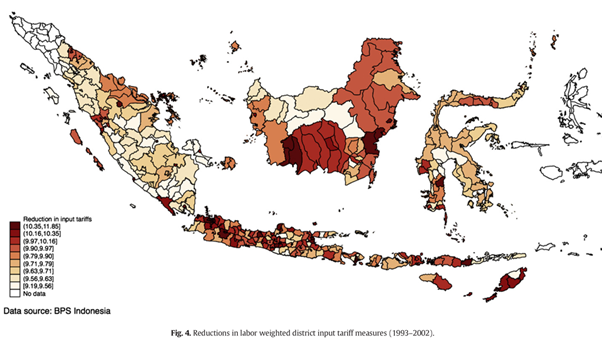 Reduction in input tariffs
(10.35,11.85]
(10.16,10.35]
(9.97,10.16]
(9.90,9.97]
(9.79,9.90]
(9.71,9.79]
(9.63,9.71]
(9.56,9.63]
[9.19,9.56]
No data
Data source: BPS Indonesia
Fig. 4. Reductions in labor weighted district input tariff measures (1993–2002).